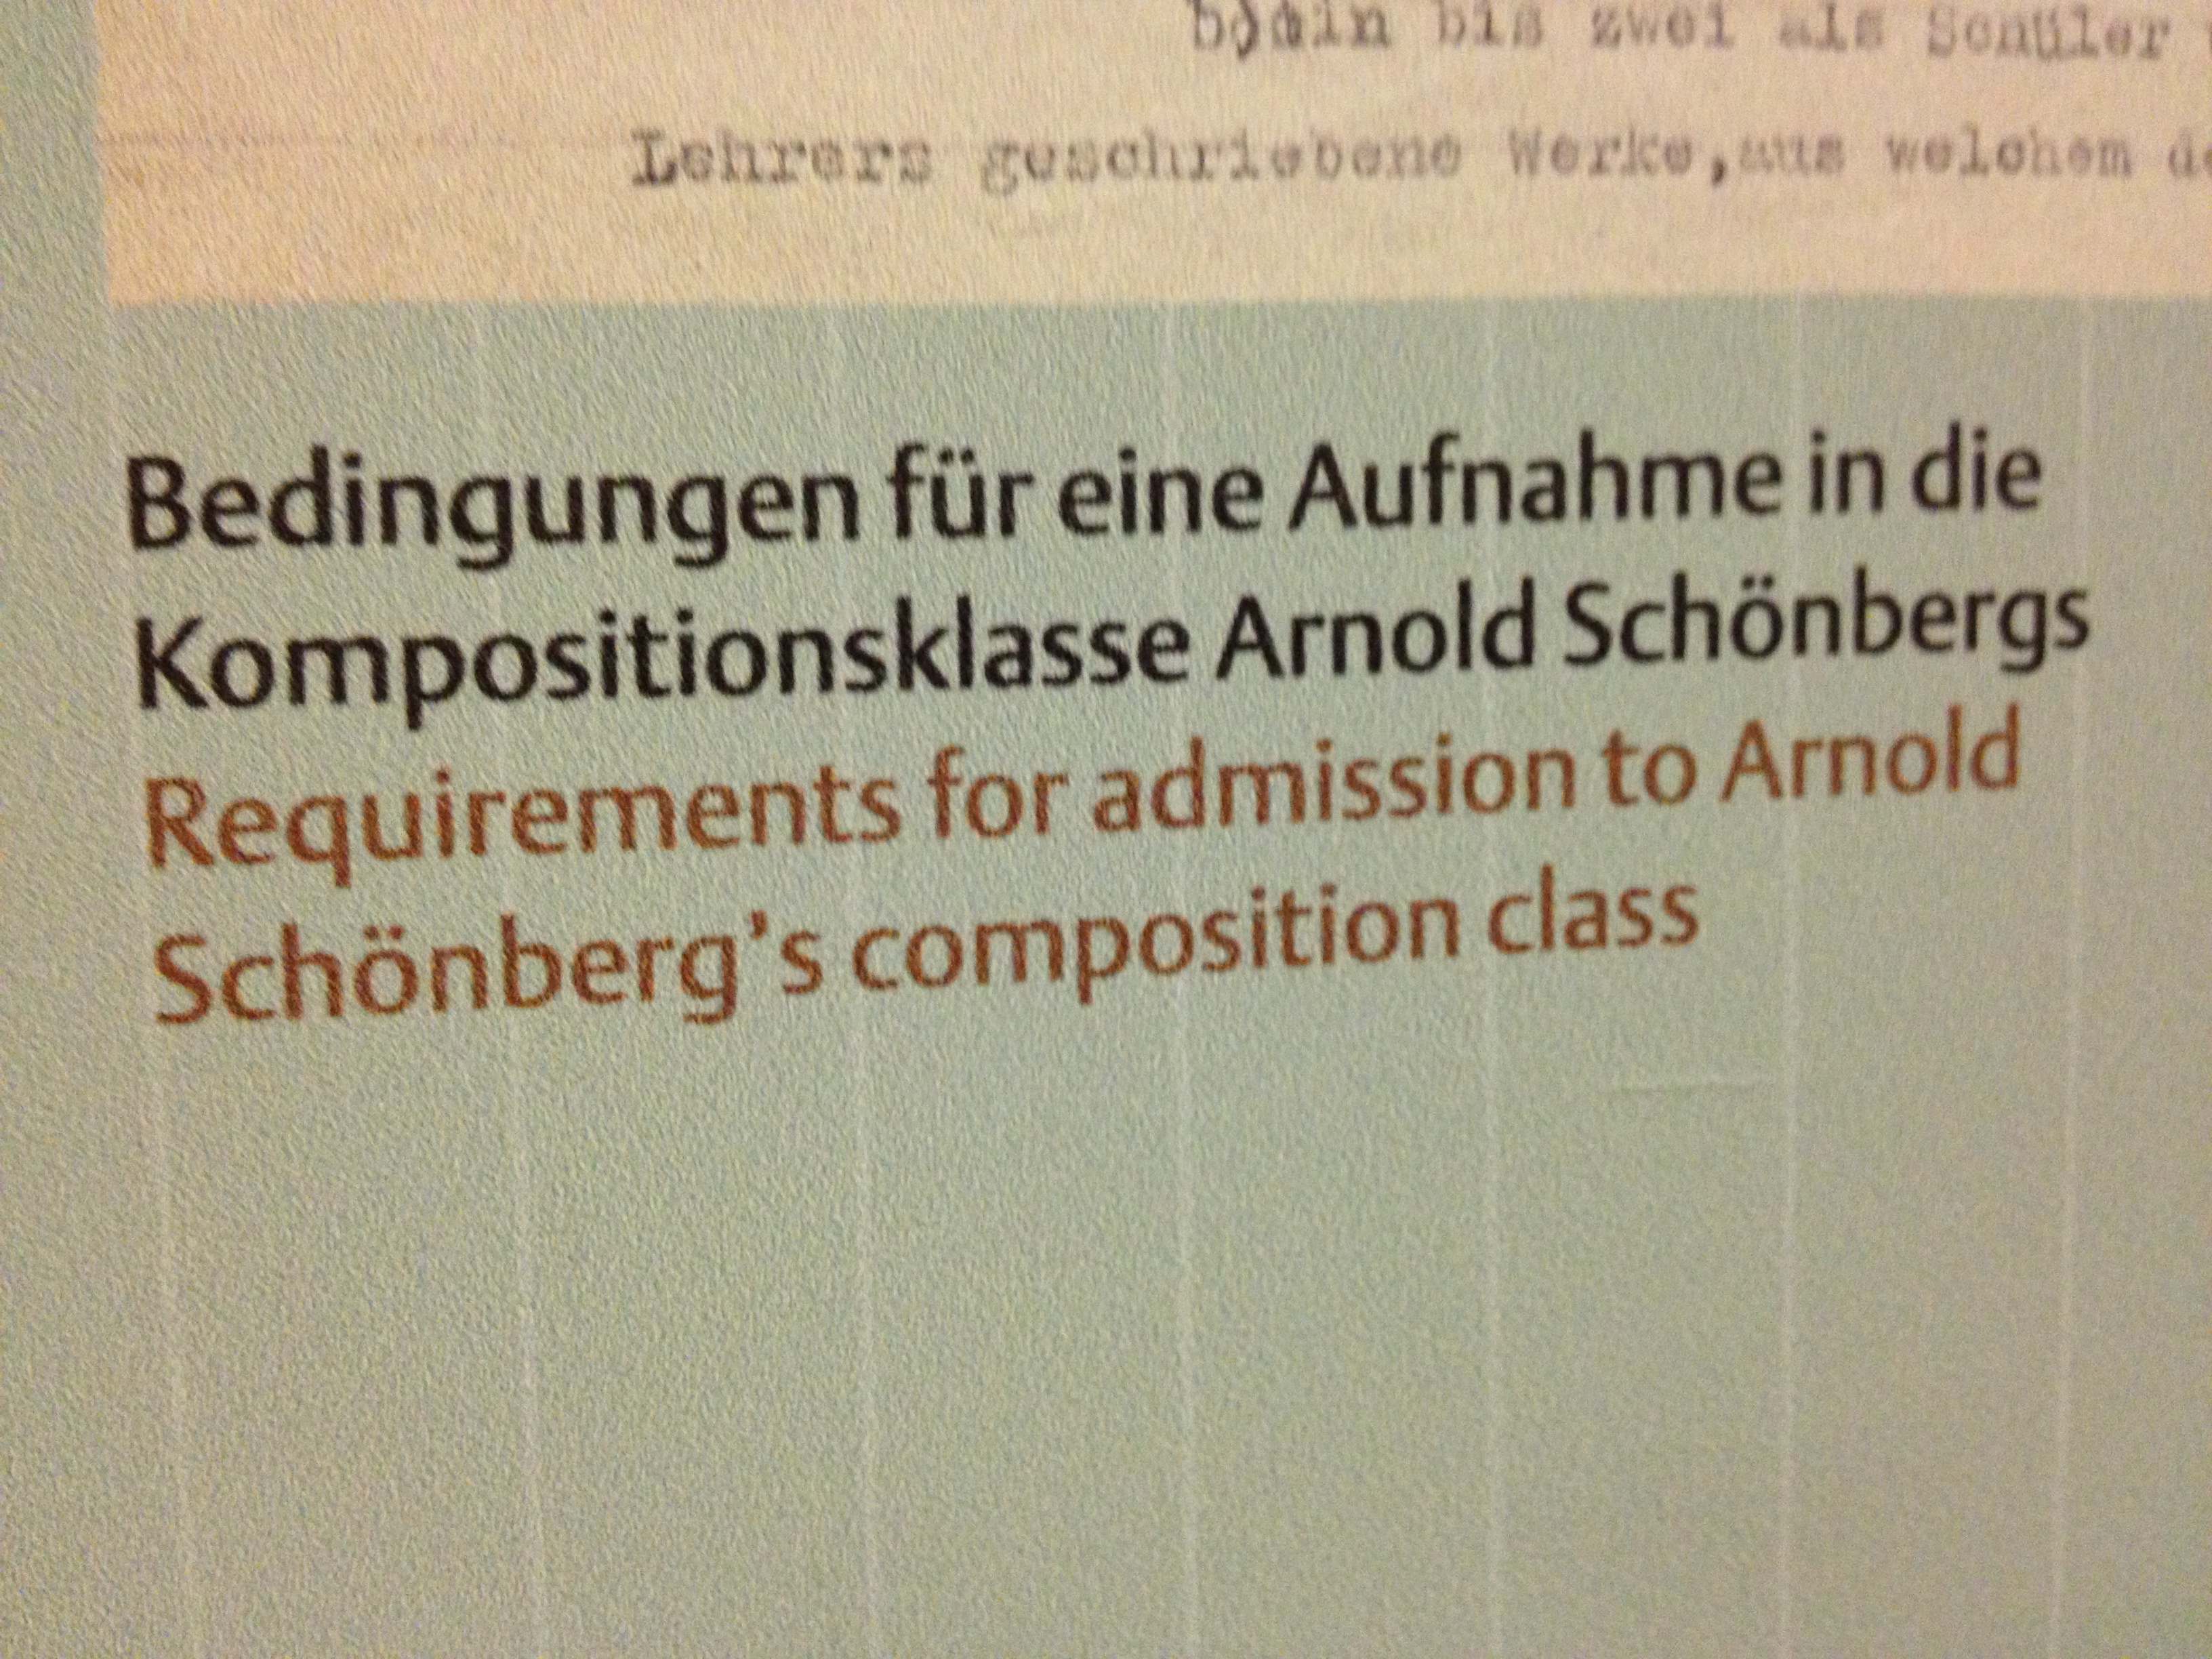 b) ein bis zwei als Schüler
Lehrers geschriebene Werke, aus welchem
Bedingungen für eine Aufnahme in die
Kompositionsklasse Arnold Schönbergs
Requirements for admission to Arnold
Schönberg's composition class